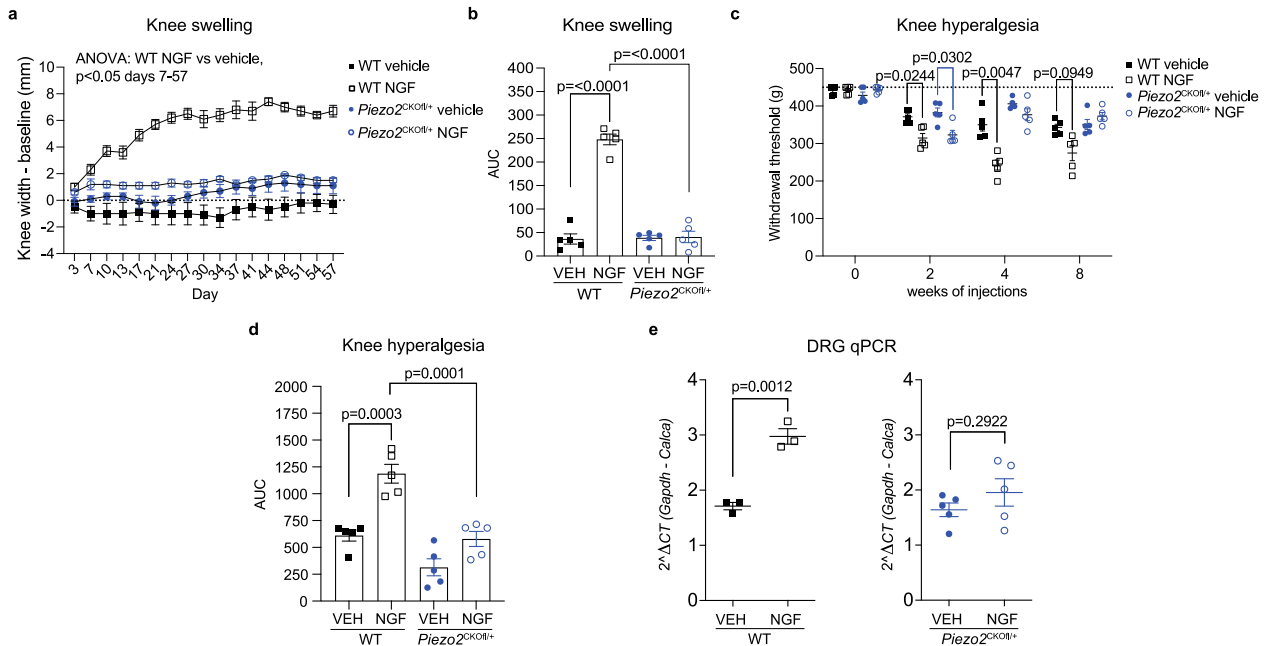 a
Knee swelling
ANOVA: WT NGF vs vehicle,
p<0.05 days 7-57
Knee width - baseline (mm)
10
8
6
4
2
0
−2
−4
3 7 10 13 17 21 24 27 30 34 37 41 44 48 51 54 57
Day
WT vehicle
WT NGF
Piezo2CKOfl/+ vehicle
Piezo2CKOfl/+ NGF
b
Knee swelling
p=<0.0001
p=<0.0001
AUC
400
350
300
250
200
150
100
50
0
VEH NGF VEH NGF
WT Piezo2CKOfl/+
c
Knee hyperalgesia
p=0.0302
p=0.0244 p=0.0047 p=0.0949
Withdrawal threshold (g)
500
400
300
200
100
0
0 2 4 8
weeks of injections
WT vehicle
WT NGF
Piezo2CKOfl/+ vehicle
Piezo2CKOfl/+ NGF
d
Knee hyperalgesia
p=0.0001
p=0.0003
AUC
2000
1750
1500
1250
1000
750
500
250
0
VEH NGF VEH NGF
WT Piezo2CKOfl/+
e
DRG qPCR
p=0.0012
2^ΔCT (Gapdh - Calca)
4
3
2
1
0
VEH NGF
WT
p=0.2922
2^ΔCT (Gapdh - Calca)
4
3
2
1
0
VEH NGF
Piezo2CKOfl/+